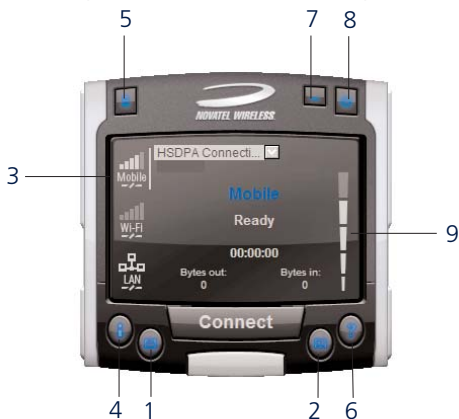 5
7
8
NOVATEL WIRELESS
3
HSDPA Connecti...
Mobile
Mobile
Ready
Wi-Fi
9
00:00:00
LAN
Bytes out:
Bytes in:
0
0
Connect
4
1
2
6